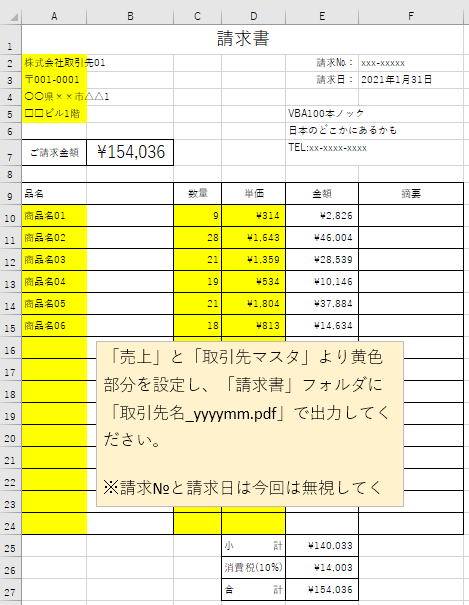 A B C D E F
1 請求書
2 株式会社取引先01 請求№： xxx-xxxxx
3 〒001-0001 請求日： 2021年1月31日
4 〇〇県××市△△1
5 □□ビル1階 VBA100本ノック
6 日本のどこかにあるかも
7 ご請求金額 ¥154,036 TEL:xx-xxxx-xxxx
8
9 品名 数量 単価 金額 摘要
10 商品名01 9 ¥314 ¥2,826
11 商品名02 28 ¥1,643 ¥46,004
12 商品名03 21 ¥1,359 ¥28,539
13 商品名04 19 ¥534 ¥10,146
14 商品名05 21 ¥1,804 ¥37,884
15 商品名06 18 ¥813 ¥14,634
16
17
18
19
20
21
22
23
24
「売上」と「取引先マスタ」より黄色
部分を設定し、「請求書」フォルダに
「取引先名_yyyymm.pdf」で出力してく
ださい。
※請求№と請求日は今回は無視してく
25 小 計 ¥140,033
26 消費税(10%) ¥14,003
27 合 計 ¥154,036